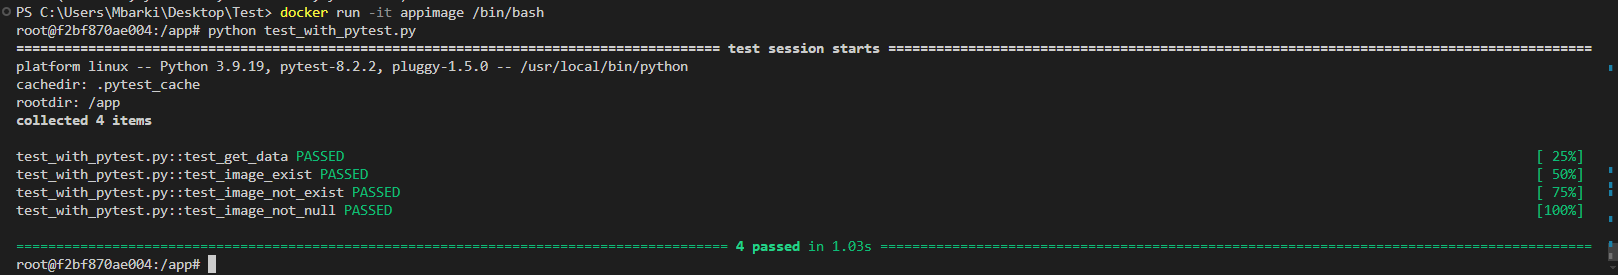 PS C:\Users\Mbarki\Desktop\Test> docker run -it appimage /bin/bash
root@f2bf870ae004:/app# python test_with_pytest.py
======================================================================================== test session starts ========================================================================================
platform linux -- Python 3.9.19, pytest-8.2.2, pluggy-1.5.0 -- /usr/local/bin/python
cachedir: .pytest_cache
rootdir: /app
collected 4 items
test_with_pytest.py::test_get_data PASSED [ 25%]
test_with_pytest.py::test_image_exist PASSED [ 50%]
test_with_pytest.py::test_image_not_exist PASSED [ 75%]
test_with_pytest.py::test_image_not_null PASSED [100%]
========================================================================================= 4 passed in 1.03s =========================================================================================
root@f2bf870ae004:/app#